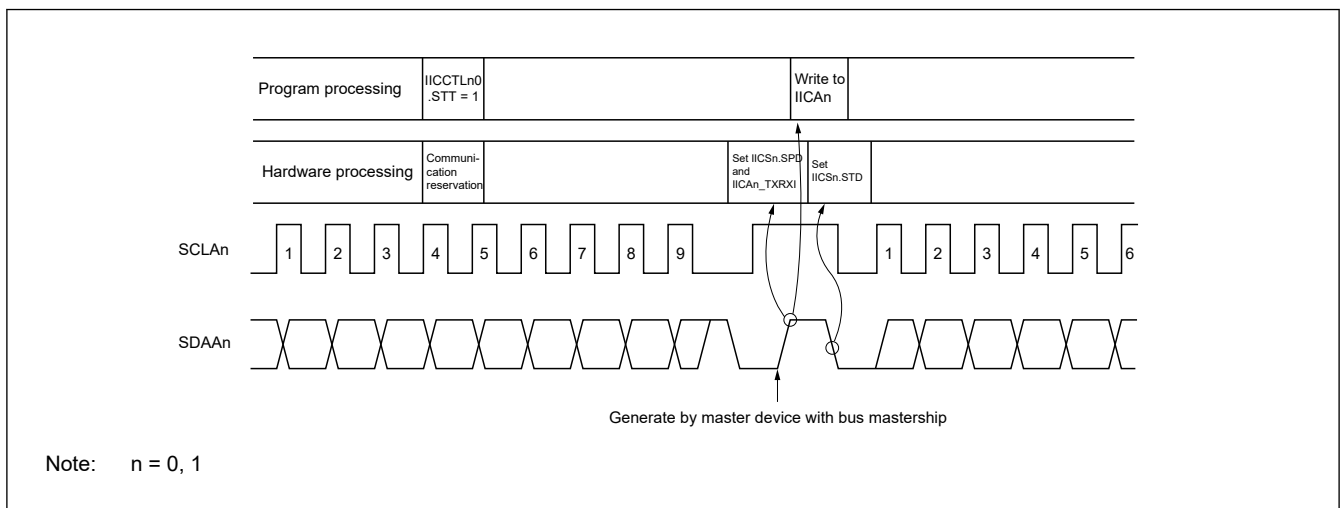 Program processing
IICCTLn0
.STT = 1
Write to
IICAn
Hardware processing
Communi-
cation
reservation
Set IICSn.SPD
and
IICAn_TXRXI
Set
IICSn.STD
SCLAn
1 2 3 4 5 6 7 8 9 1 2 3 4 5 6
SDAAn
Generate by master device with bus mastership
Note: n = 0, 1